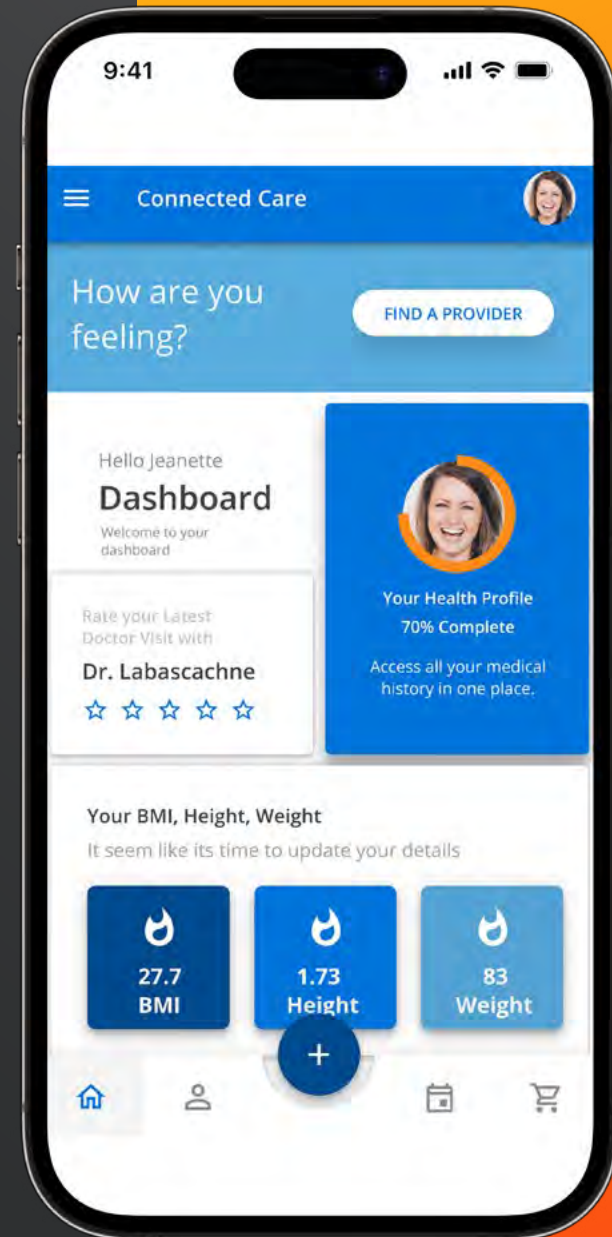 9:41
Connected Care
How are you
feeling?
FIND A PROVIDER
Hello Jeanette
Dashboard
Welcome to your
dashboard
Rate your Latest
Doctor Visit with
Dr. Labascachne
Your Health Profile
70% Complete
Access all your medical
history in one place.
Your BMI, Height, Weight
It seem like its time to update your details
27.7
BMI
1.73
Height
83
Weight
+